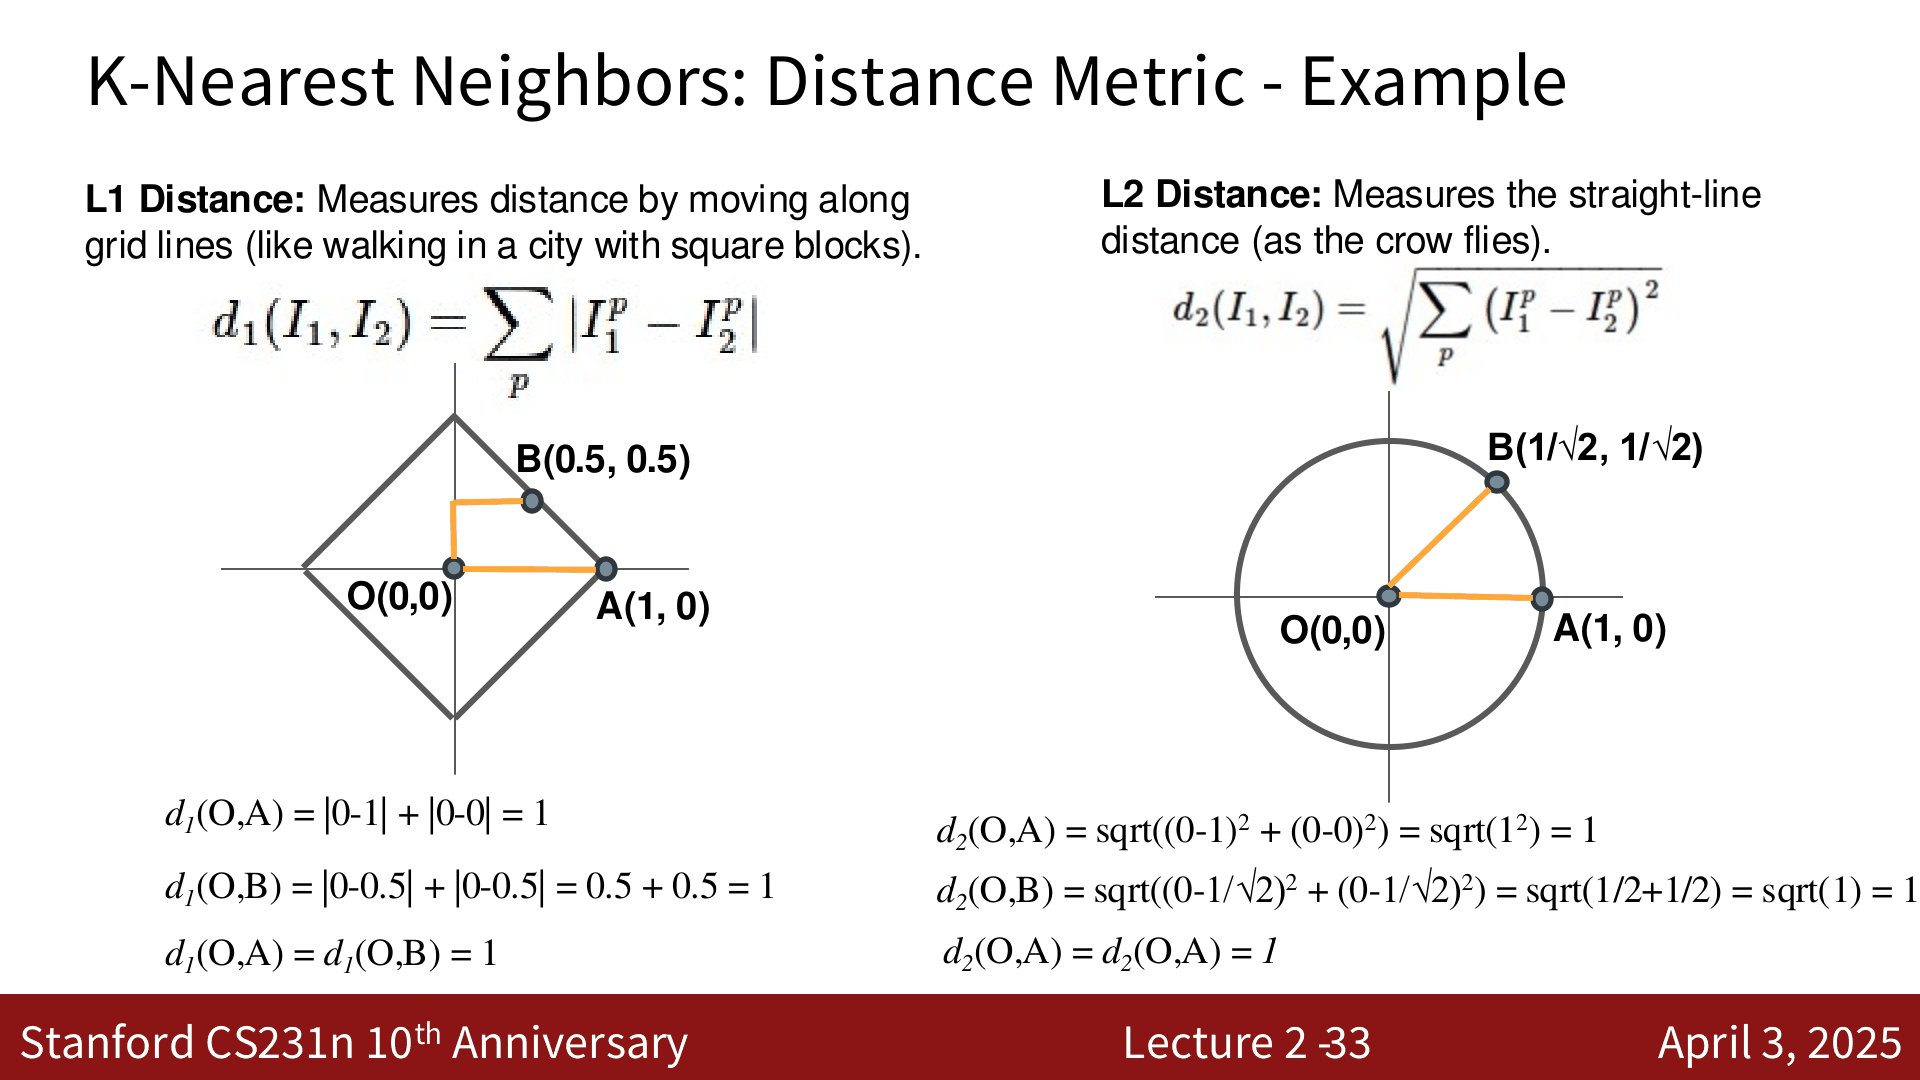 K-Nearest Neighbors: Distance Metric - Example
L1 Distance: Measures distance by moving along
grid lines (like walking in a city with square blocks).
d₁(I₁, I₂) = ∑ₚ |I₁ᵖ − I₂ᵖ|
B(0.5, 0.5)
O(0,0)
A(1, 0)
d₁(O,A) = |0-1| + |0-0| = 1
d₁(O,B) = |0-0.5| + |0-0.5| = 0.5 + 0.5 = 1
d₁(O,A) = d₁(O,B) = 1
L2 Distance: Measures the straight-line
distance (as the crow flies).
d₂(I₁, I₂) = √(∑ₚ (I₁ᵖ − I₂ᵖ)²)
B(1/√2, 1/√2)
O(0,0)
A(1, 0)
d₂(O,A) = sqrt((0-1)² + (0-0)²) = sqrt(1²) = 1
d₂(O,B) = sqrt((0-1/√2)² + (0-1/√2)²) = sqrt(1/2+1/2) = sqrt(1) = 1
d₂(O,A) = d₂(O,A) = 1
Stanford CS231n 10th Anniversary
Lecture 2 -33
April 3, 2025